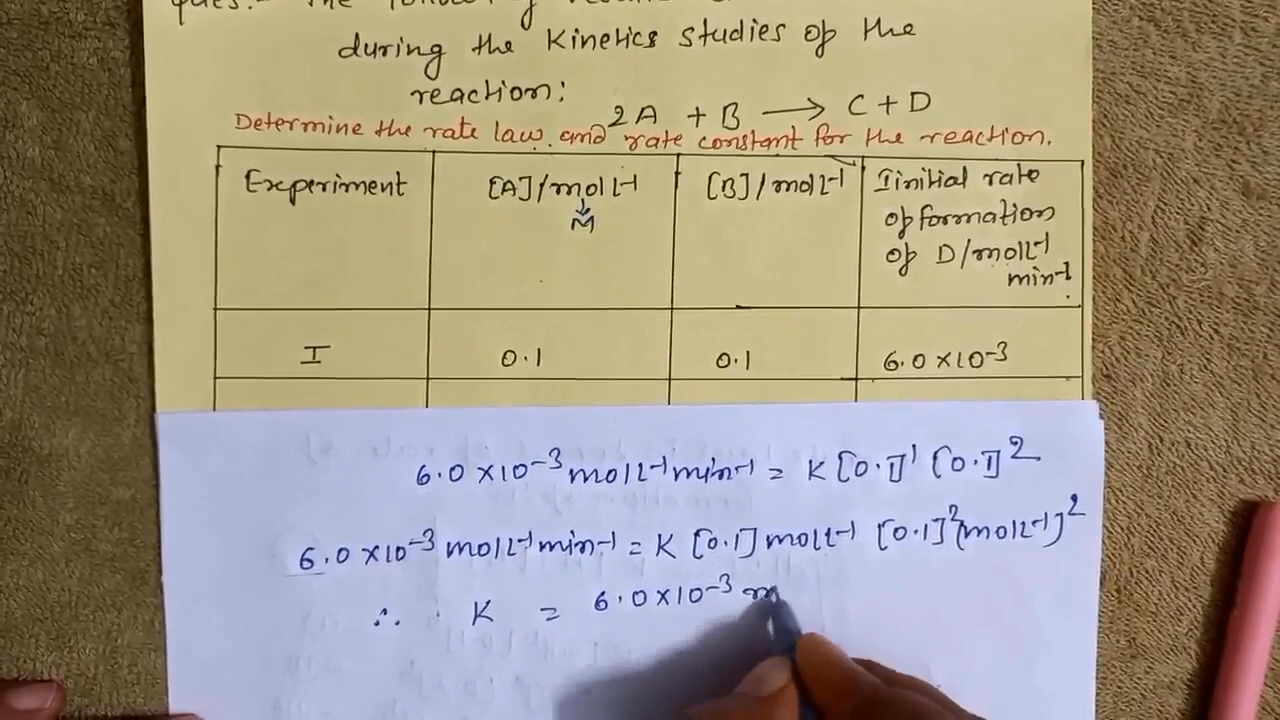 during the Kinetics studies of the
reaction:
2A + B → C + D
Determine the rate law and rate constant for the reaction.
Experiment [A]/mol L⁻¹ [B]/mol L⁻¹ Iinitial rate
M of formation
of D/mol L⁻¹
min⁻¹
I 0.1 0.1 6.0 × 10⁻³
6.0 × 10⁻³ mol L⁻¹ min⁻¹ = K [0.1]¹ [0.1]²
6.0 × 10⁻³ mol L⁻¹ min⁻¹ = K [0.1] mol L⁻¹ [0.1]² (mol L⁻¹)²
∴ K = 6.0 × 10⁻³ m